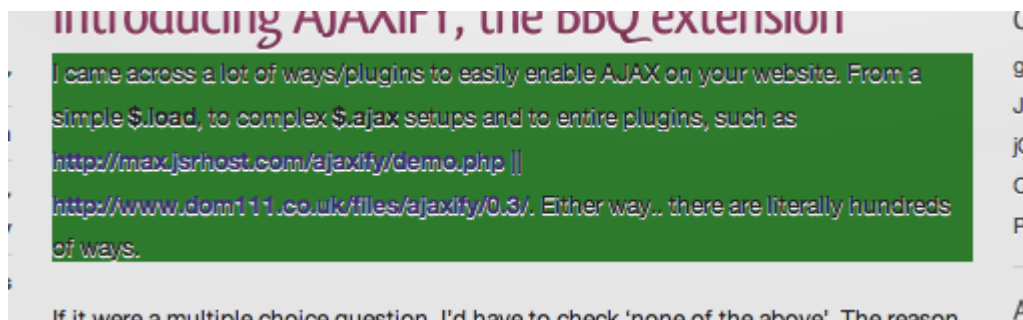 Introducing AJAXIFY, the BBQ extension
I came across a lot of ways/plugins to easily enable AJAX on your website. From a
simple $.load, to complex $.ajax setups and to entire plugins, such as
http://max.jsrhost.com/ajaxify/demo.php ||
http://www.dom111.co.uk/files/ajaxify/0.3/. Either way.. there are literally hundreds
of ways.
If it were a multiple choice question, I'd have to check 'none of the above'. The reason